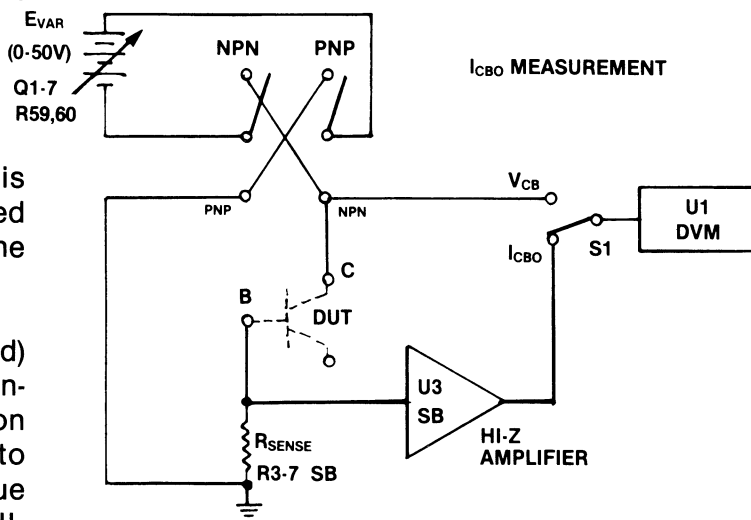 EVAR
(0-50V)
Q1-7
R59,60
NPN
PNP
ICBO MEASUREMENT
is
ed
ne
PNP
NPN
VCB
ICBO
S1
U1
DVM
C
B
DUT
d)
n-
on
to
ue
U3
SB
HI-Z
AMPLIFIER
RSENSE
R3-7 SB